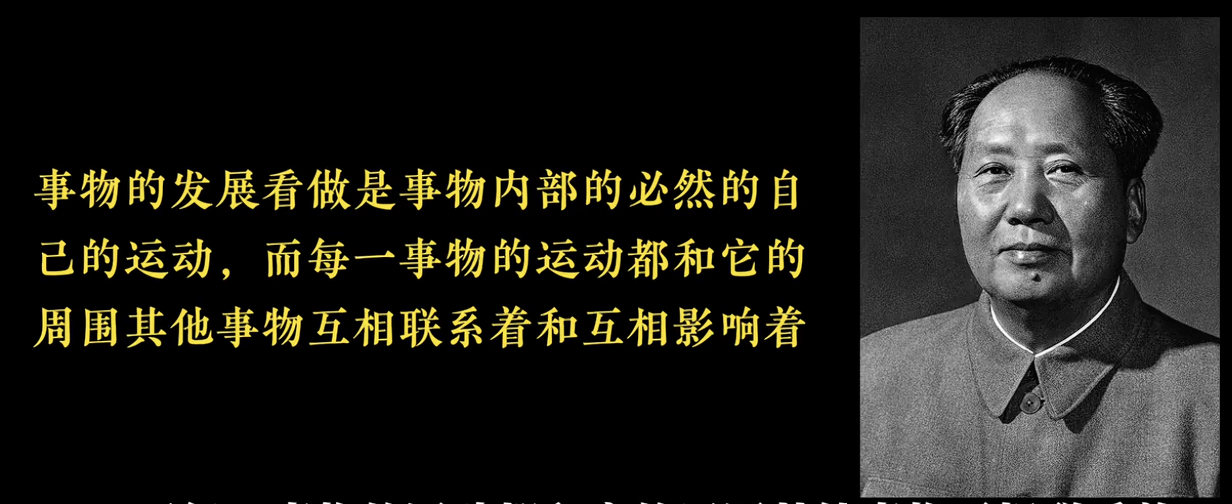 事物的发展看做是事物内部的必然的自
己的运动，而每一事物的运动都和它的
周围其他事物互相联系着和互相影响着